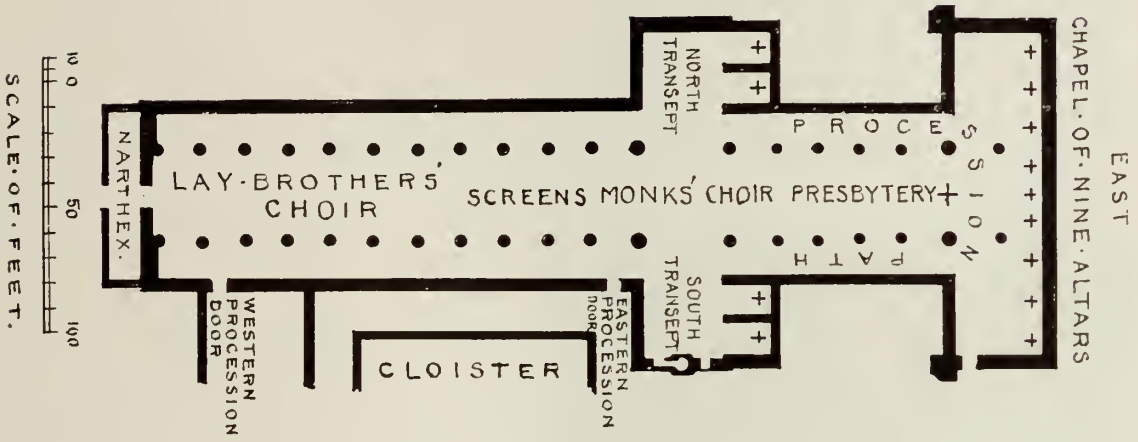 10 0 50 100
SCALE·OF·FEET.
NARTHEX.
LAY-BROTHERS'
CHOIR
SCREENS MONKS' CHOIR PRESBYTERY
NORTH
TRANSEPT
SOUTH
TRANSEPT
PROCESSION
PATH
WESTERN
PROCESSION
DOOR
EASTERN
PROCESSION
DOOR
CLOISTER
CHAPEL·OF·NINE·ALTARS
EAST